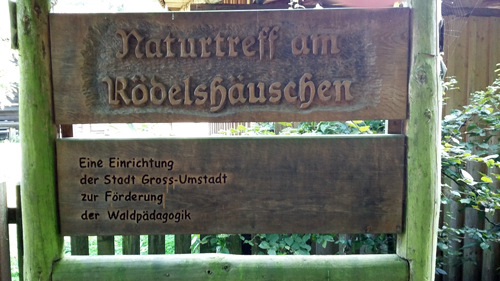 Naturtreff am
Rödelshäuschen
Eine Einrichtung
der Stadt Gross-Umstadt
zur Förderung
der Waldpädagogik